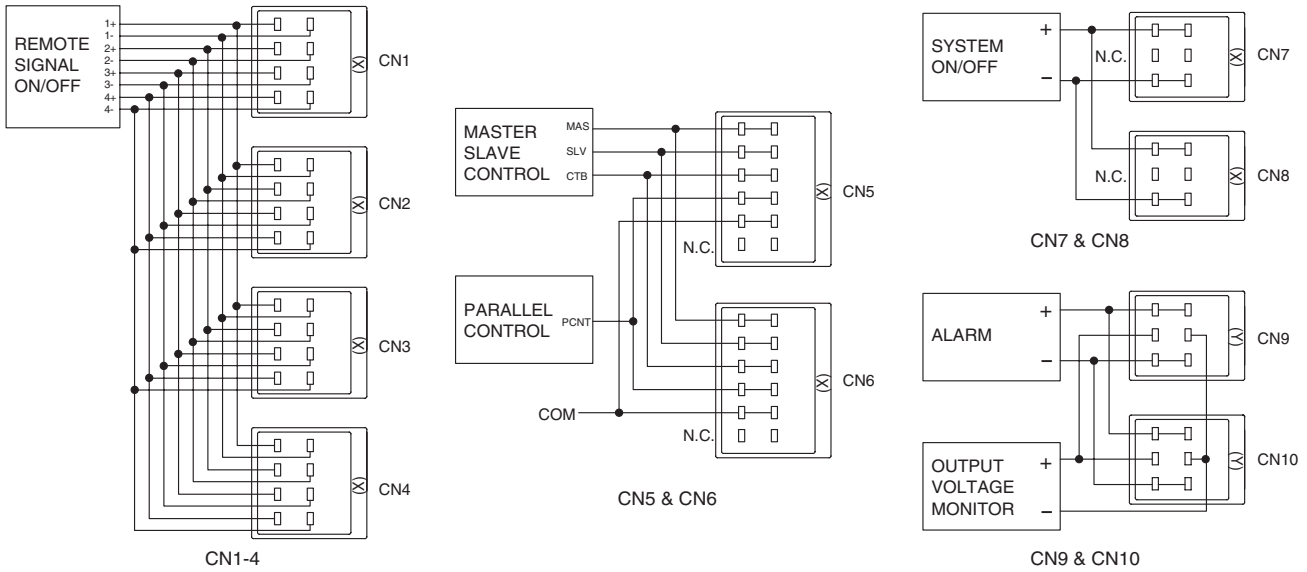 REMOTE
SIGNAL
ON/OFF
1+
1-
2+
2-
3+
3-
4+
4-
(X)
CN1
(X)
CN2
(X)
CN3
(X)
CN4
CN1-4
MASTER
SLAVE
CONTROL
MAS
SLV
CTB
N.C.
(X)
CN5
PARALLEL
CONTROL
PCNT
COM
N.C.
(X)
CN6
CN5 & CN6
SYSTEM
ON/OFF
+
−
N.C.
(X)
CN7
N.C.
(X)
CN8
CN7 & CN8
ALARM
+
−
(Y)
CN9
OUTPUT
VOLTAGE
MONITOR
+
−
(Y)
CN10
CN9 & CN10